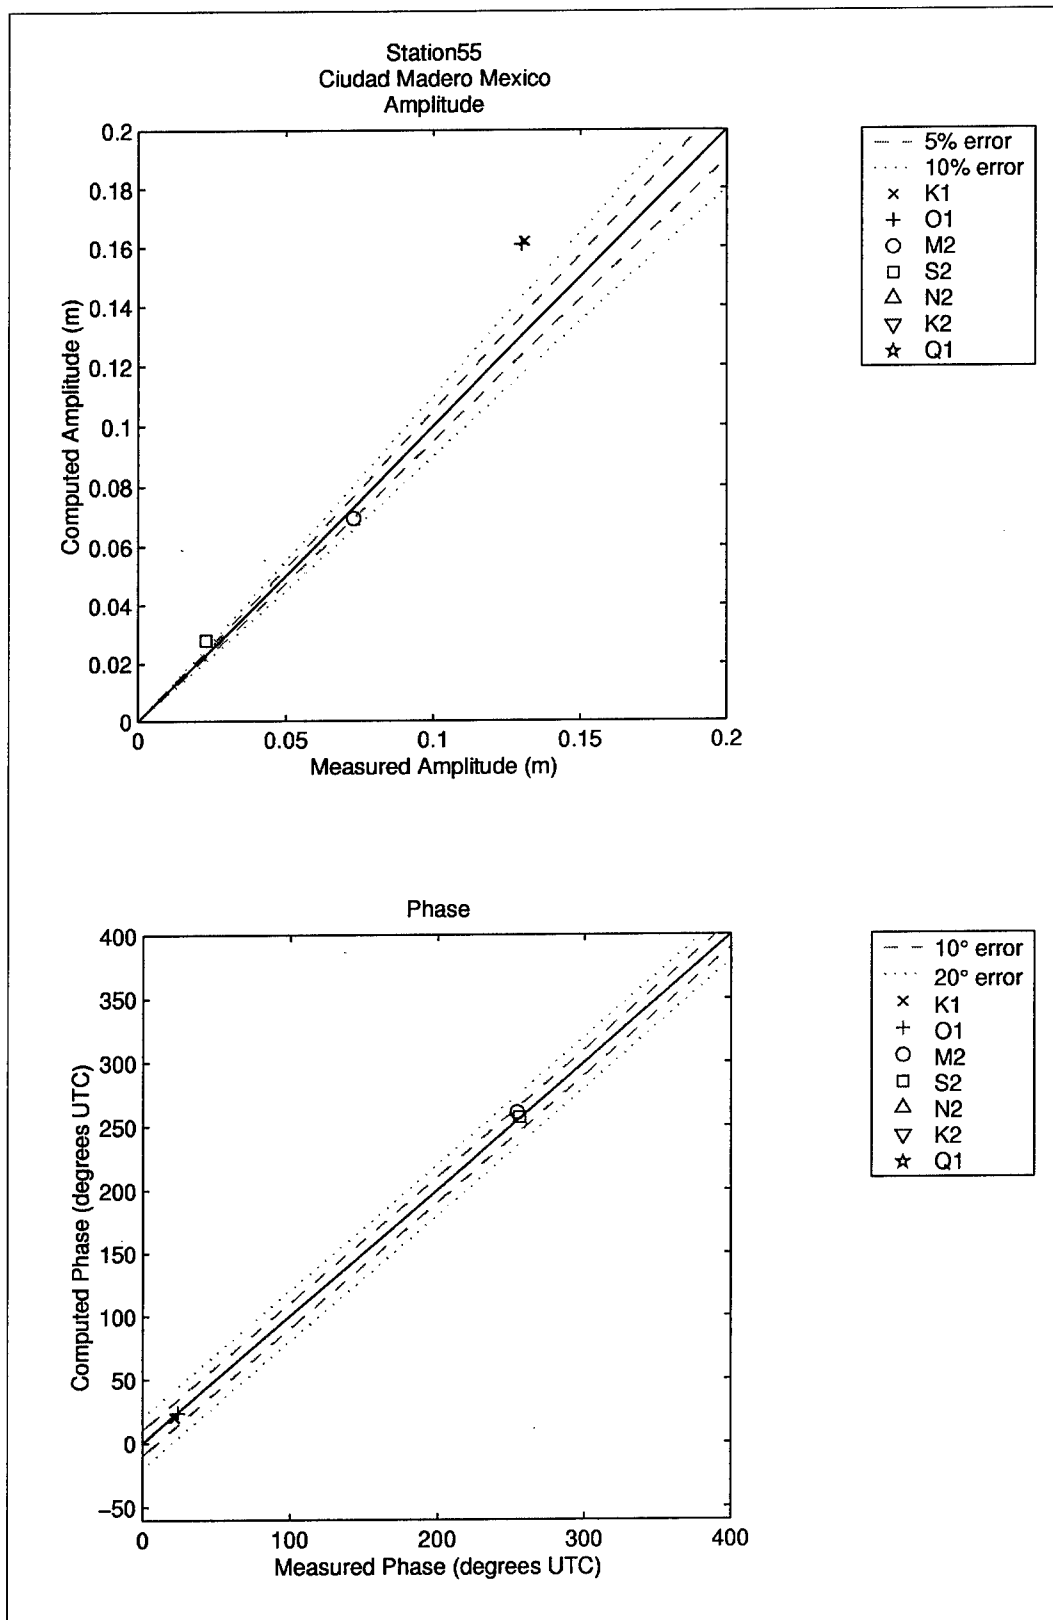 Station55
Ciudad Madero Mexico
Amplitude
0.2
0.18
0.16
0.14
0.12
0.1
0.08
0.06
0.04
0.02
0
Computed Amplitude (m)
0
0.05
0.1
0.15
0.2
Measured Amplitude (m)
5% error
10% error
K1
O1
M2
S2
N2
K2
Q1
Phase
400
350
300
250
200
150
100
50
0
−50
Computed Phase (degrees UTC)
0
100
200
300
400
Measured Phase (degrees UTC)
10° error
20° error
K1
O1
M2
S2
N2
K2
Q1